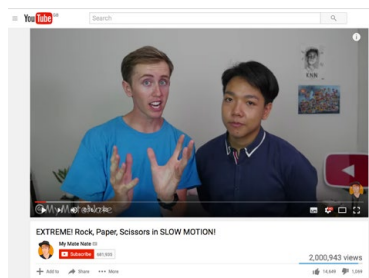 YouTube
Search
EXTREME! Rock, Paper, Scissors in SLOW MOTION!
My Mate Nate
Subscribe
2,000,943 views
Add to Share More